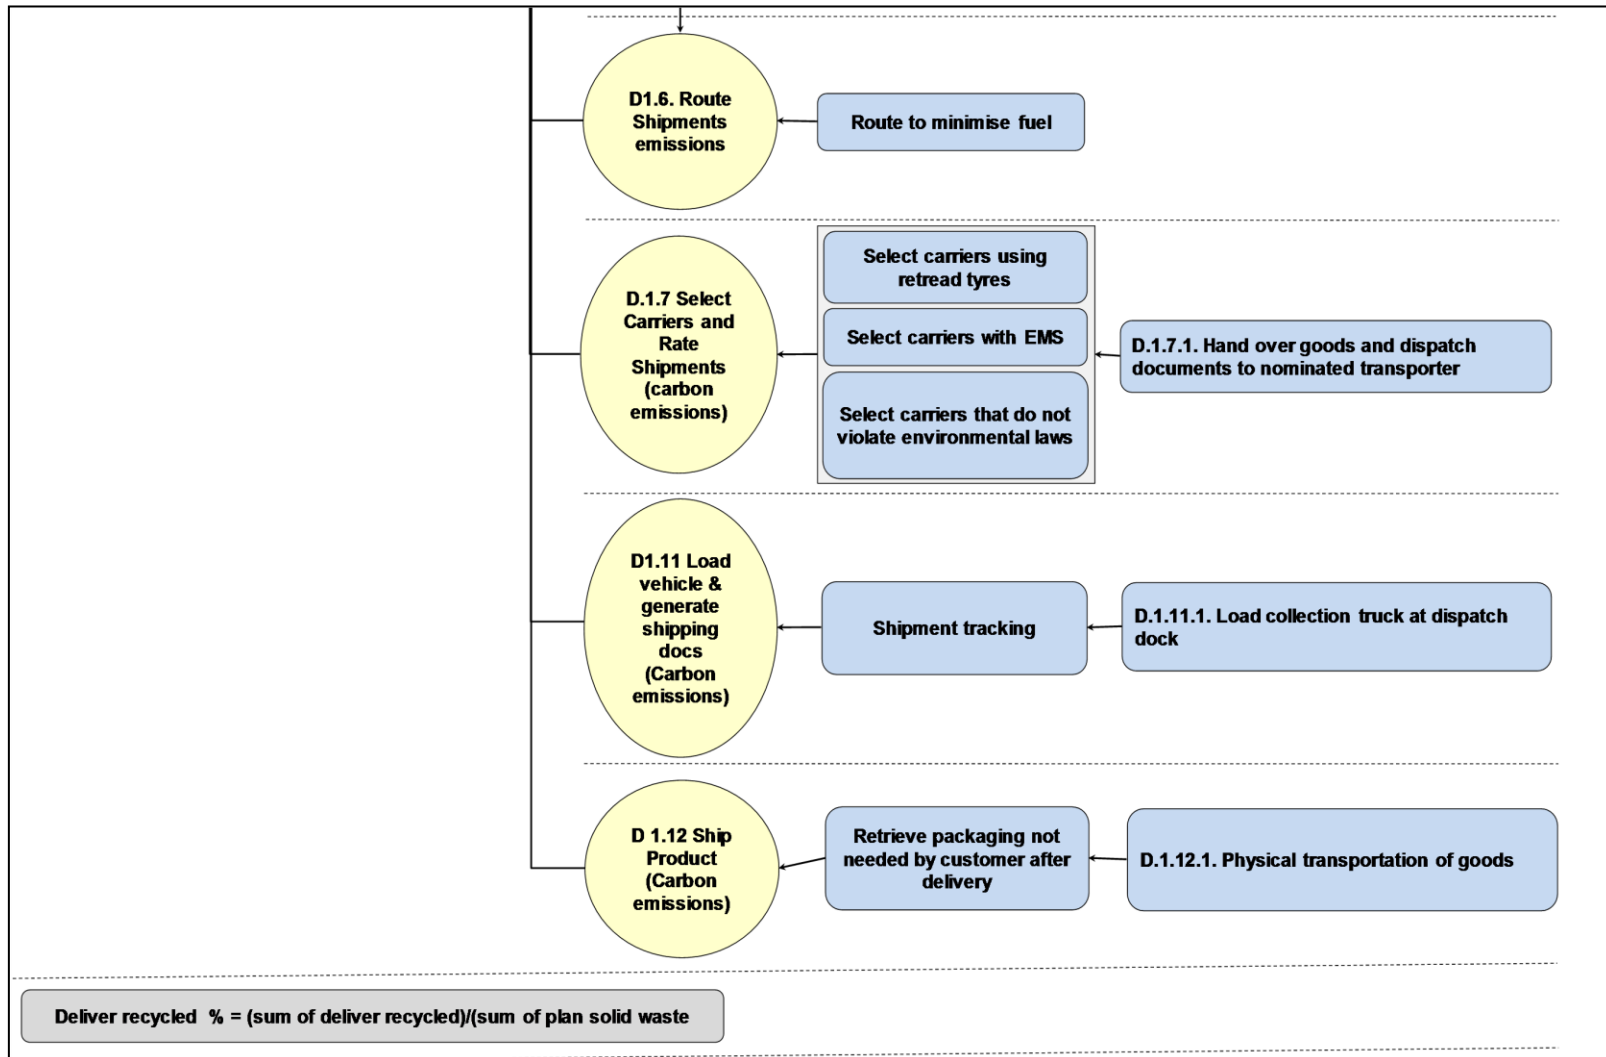 D1.6. Route
Shipments
emissions
Route to minimise fuel
D.1.7 Select
Carriers and
Rate
Shipments
(carbon
emissions)
Select carriers using
retread tyres
Select carriers with EMS
Select carriers that do not
violate environmental laws
D.1.7.1. Hand over goods and dispatch
documents to nominated transporter
D1.11 Load
vehicle &
generate
shipping
docs
(Carbon
emissions)
Shipment tracking
D.1.11.1. Load collection truck at dispatch
dock
D 1.12 Ship
Product
(Carbon
emissions)
Retrieve packaging not
needed by customer after
delivery
D.1.12.1. Physical transportation of goods
Deliver recycled % = (sum of deliver recycled)/(sum of plan solid waste